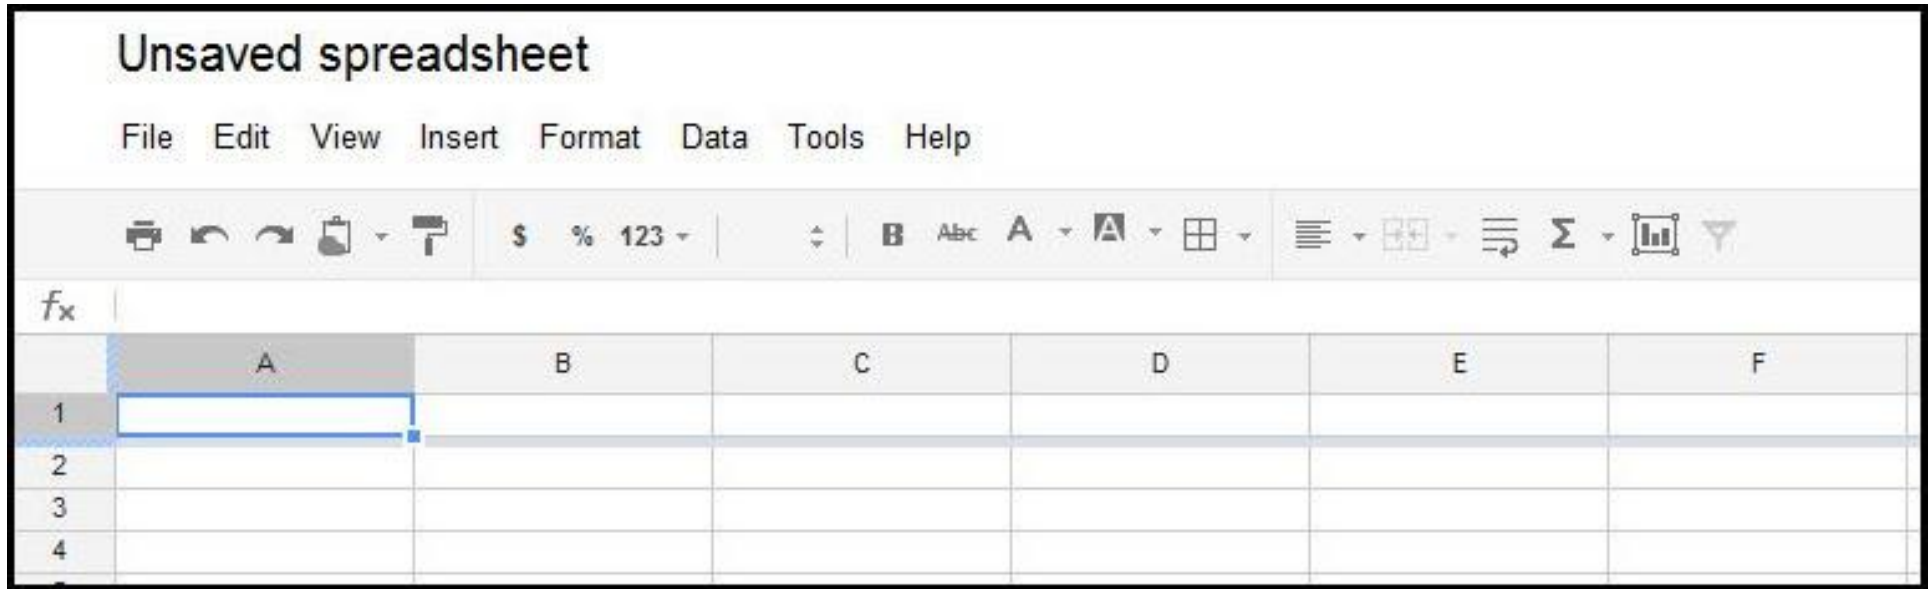 Unsaved spreadsheet
File Edit View Insert Format Data Tools Help
$ % 123 B Abc A A Σ
fx
A B C D E F
1
2
3
4